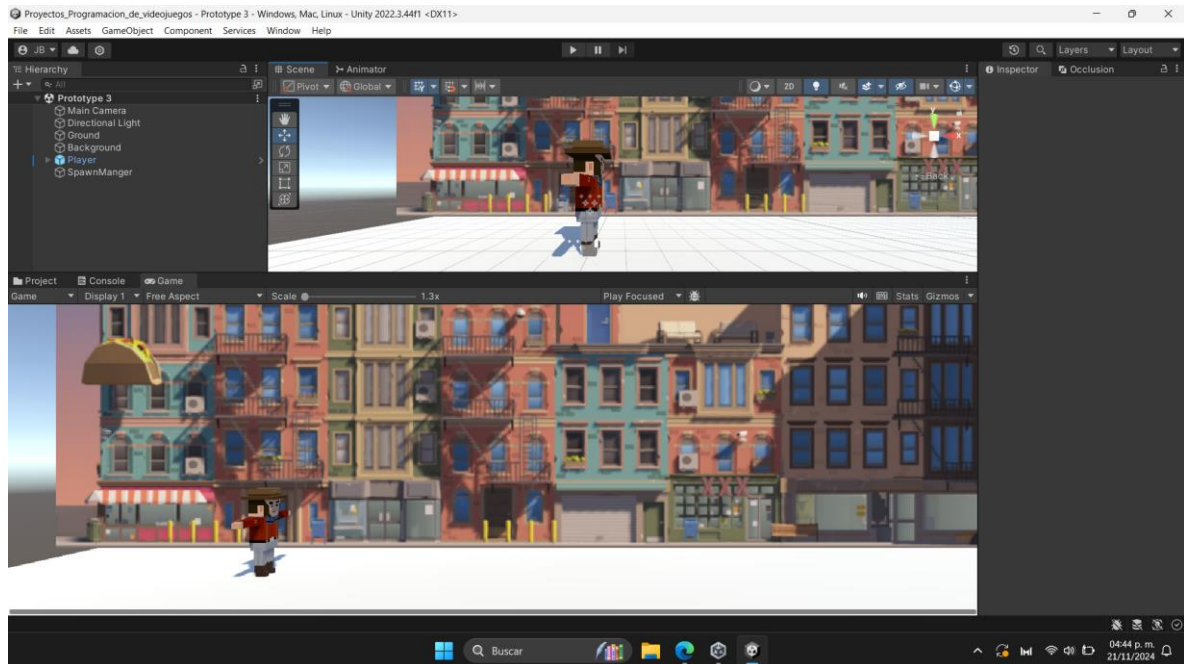 Proyectos_Programacion_de_videojuegos - Prototype 3 - Windows, Mac, Linux - Unity 2022.3.44f1 <DX11>
File Edit Assets GameObject Component Services Window Help
JB Layers Layout
Hierarchy Scene Animator Inspector Occlusion
All Pivot Global 2D
Prototype 3
Main Camera
Directional Light
Ground
Background
Player
SpawnManger
y
x
Back
Project Console Game
Game Display 1 Free Aspect Scale 1.3x Play Focused Stats Gizmos
Buscar
04:44 p. m.
21/11/2024